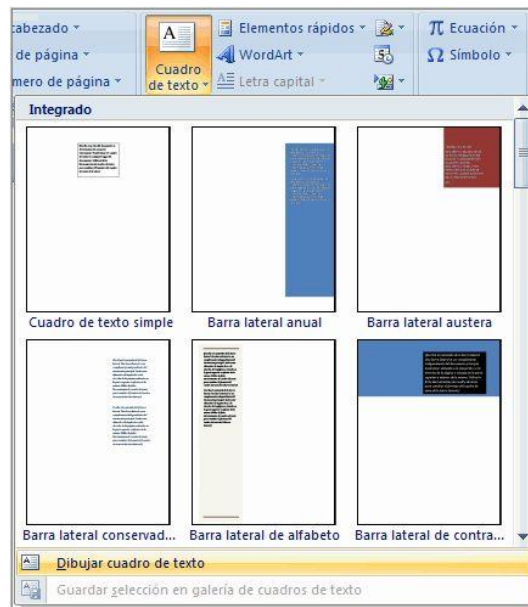 cabezado
Elementos rápidos
Ecuación
de página
WordArt
Símbolo
mero de página
Cuadro de texto
Letra capital
Integrado
Cuadro de texto simple
Barra lateral anual
Barra lateral austera
Barra lateral conservad...
Barra lateral de alfabeto
Barra lateral de contra...
Dibujar cuadro de texto
Guardar selección en galería de cuadros de texto